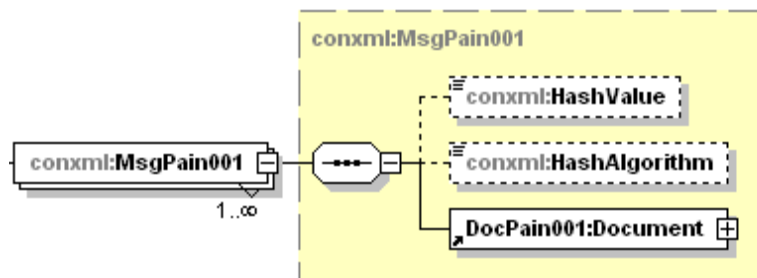 conxml:MsgPain001
conxml:HashValue
conxml:MsgPain001
conxml:HashAlgorithm
1..∞
DocPain001:Document